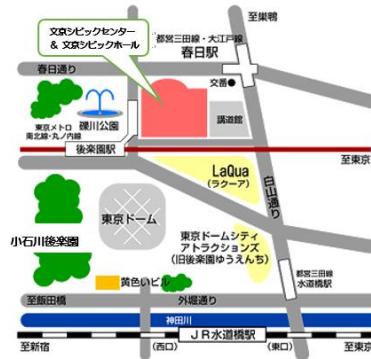 文京シビックセンター
& 文京シビックホール
至巣鴨
都営三田線・大江戸線
春日駅
春日通り
交番●
礫川公園
講道館
東京メトロ
南北線・丸ノ内線
後楽園駅
至東京
LaQua
(ラクーア)
白山通り
東京ドーム
小石川後楽園
東京ドームシティ
アトラクションズ
(旧後楽園ゆうえんち)
都営三田線
水道橋駅
黄色いビル
至飯田橋
外堀通り
神田川
(西口)
JR水道橋駅
(東口)
至新宿
至東京